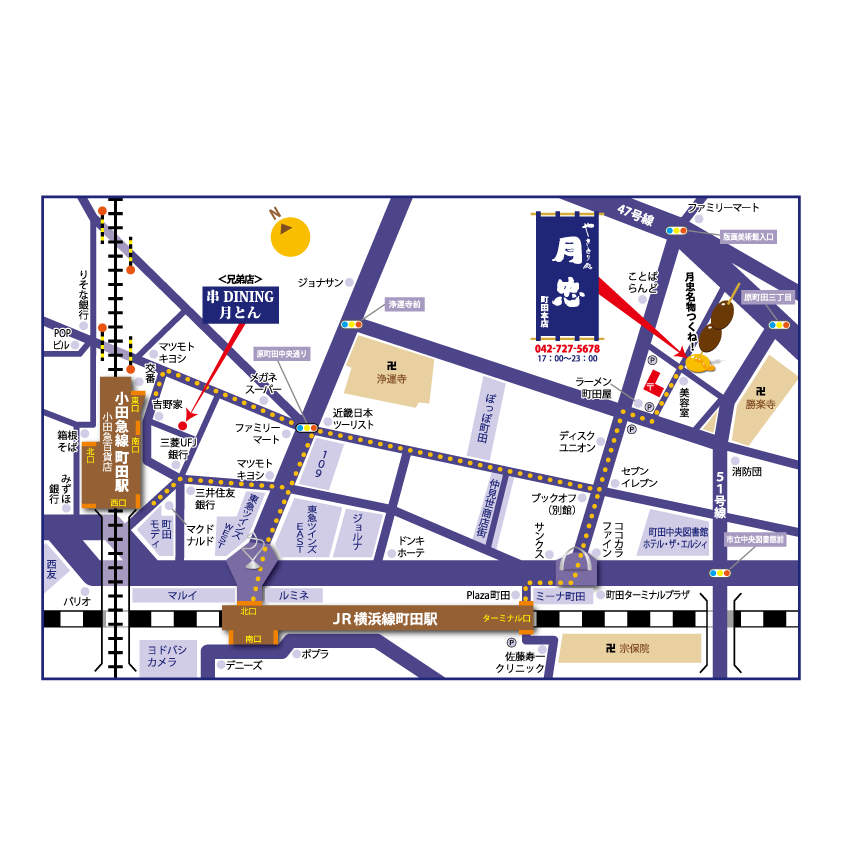 47号線
ファミリーマート
版画美術館入口
N
やきとり処
月忠
町田本店
042-727-5678
17：00〜23：00
ことば
らんど
月忠名物つくね!
原町田三丁目
りそな銀行
＜兄弟店＞
串 DINING
月とん
ジョナサン
浄運寺前
POP
ビル
マツモト
キヨシ
交番
原町田中央通り
メガネ
スーパー
卍
浄運寺
ぽっぽ町田
ラーメン
町田屋
〒
P
P
P
美容室
卍
勝楽寺
小田急線 町田駅
小田急百貨店
東口
南口
北口
西口
吉野家
三菱UFJ
銀行
ファミリー
マート
近畿日本
ツーリスト
箱根
そば
みずほ
銀行
マツモト
キヨシ
109
ディスク
ユニオン
セブン
イレブン
消防団
51号線
三井住友
銀行
町田
モディ
マクド
ナルド
東急ツインズ
WEST
東急ツインズ
EAST
ジョルナ
ドンキ
ホーテ
仲見世商店街
ブックオフ
（別館）
サンクス
ココカラ
ファイン
町田中央図書館
ホテル・ザ・エルシィ
市立中央図書館前
西友
パリオ
マルイ
ルミネ
Plaza町田
ミーナ町田
町田ターミナルプラザ
北口
JR横浜線町田駅
ターミナル口
南口
ヨドバシ
カメラ
デニーズ
ポプラ
P
佐藤寿一
クリニック
卍 宗保院